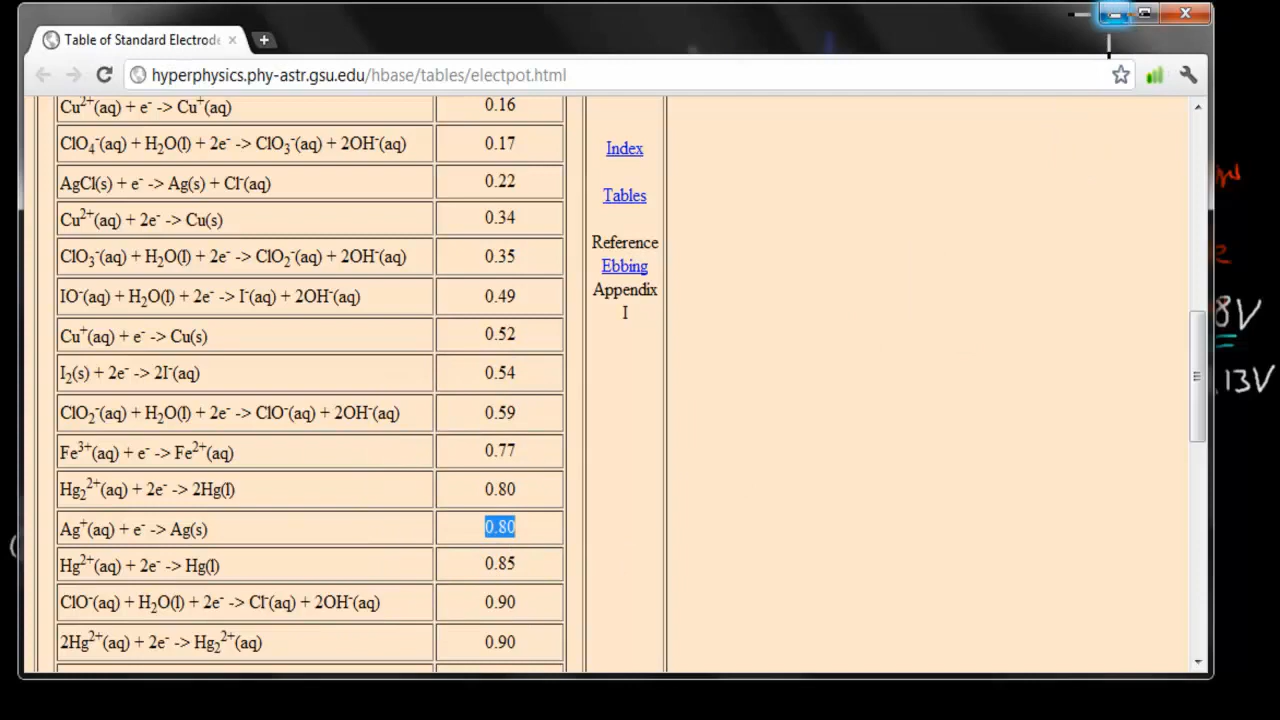 Table of Standard Electrode
hyperphysics.phy-astr.gsu.edu/hbase/tables/electpot.html
Cu²⁺(aq) + e⁻ -> Cu⁺(aq) 0.16
ClO₄⁻(aq) + H₂O(l) + 2e⁻ -> ClO₃⁻(aq) + 2OH⁻(aq) 0.17
AgCl(s) + e⁻ -> Ag(s) + Cl⁻(aq) 0.22
Cu²⁺(aq) + 2e⁻ -> Cu(s) 0.34
ClO₃⁻(aq) + H₂O(l) + 2e⁻ -> ClO₂⁻(aq) + 2OH⁻(aq) 0.35
IO⁻(aq) + H₂O(l) + 2e⁻ -> I⁻(aq) + 2OH⁻(aq) 0.49
Cu⁺(aq) + e⁻ -> Cu(s) 0.52
I₂(s) + 2e⁻ -> 2I⁻(aq) 0.54
ClO₂⁻(aq) + H₂O(l) + 2e⁻ -> ClO⁻(aq) + 2OH⁻(aq) 0.59
Fe³⁺(aq) + e⁻ -> Fe²⁺(aq) 0.77
Hg₂²⁺(aq) + 2e⁻ -> 2Hg(l) 0.80
Ag⁺(aq) + e⁻ -> Ag(s) 0.80
Hg²⁺(aq) + 2e⁻ -> Hg(l) 0.85
ClO⁻(aq) + H₂O(l) + 2e⁻ -> Cl⁻(aq) + 2OH⁻(aq) 0.90
2Hg²⁺(aq) + 2e⁻ -> Hg₂²⁺(aq) 0.90
Index
Tables
Reference
Ebbing
Appendix
I
8V
.13V